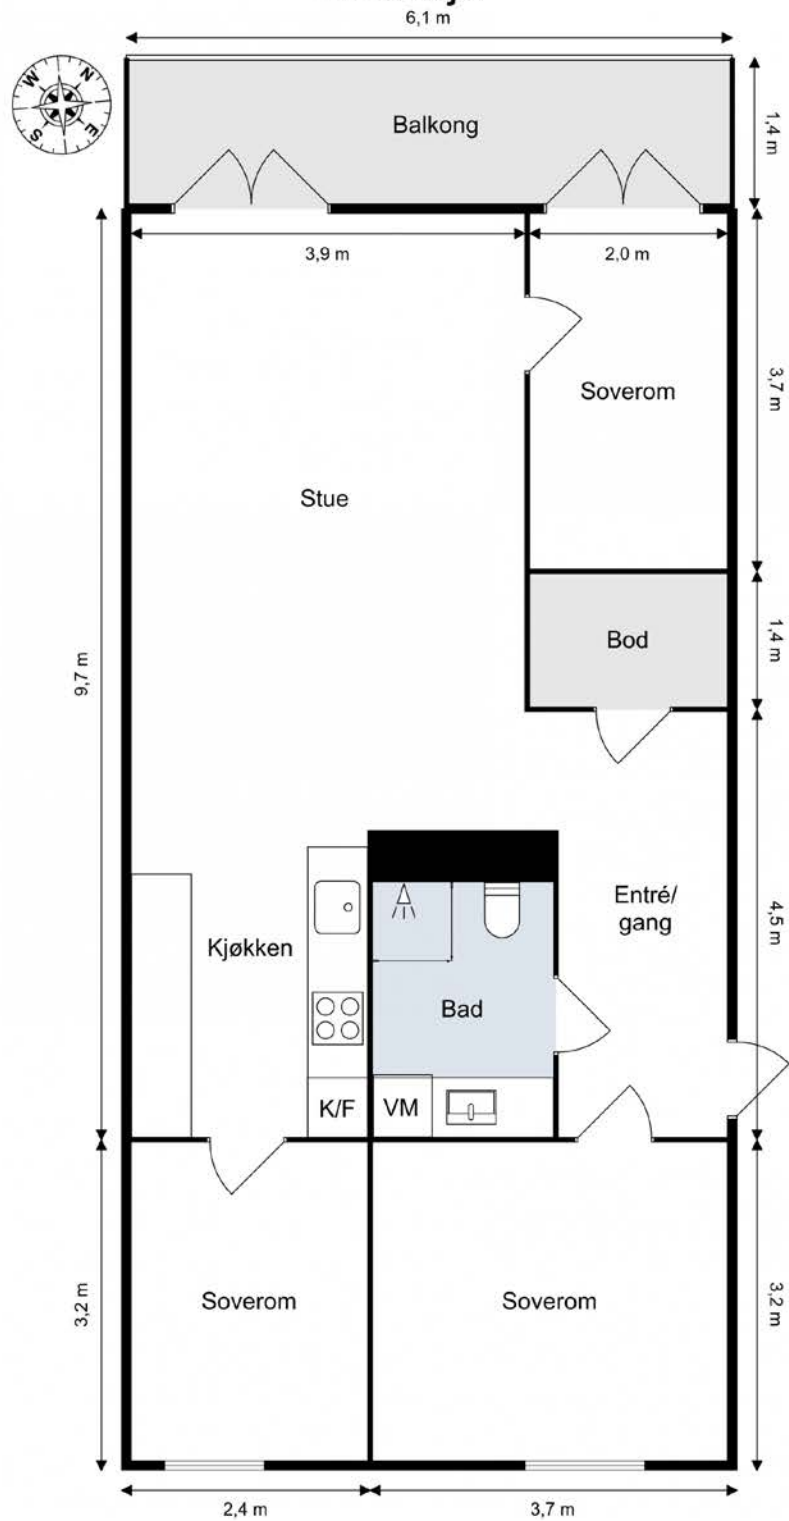 6,1 m
N
W
E
S
Balkong
1,4 m
3,9 m
2,0 m
3,7 m
Soverom
Stue
1,4 m
Bod
9,7 m
Entré/
gang
4,5 m
Kjøkken
Bad
K/F
VM
3,2 m
Soverom
Soverom
3,2 m
2,4 m
3,7 m